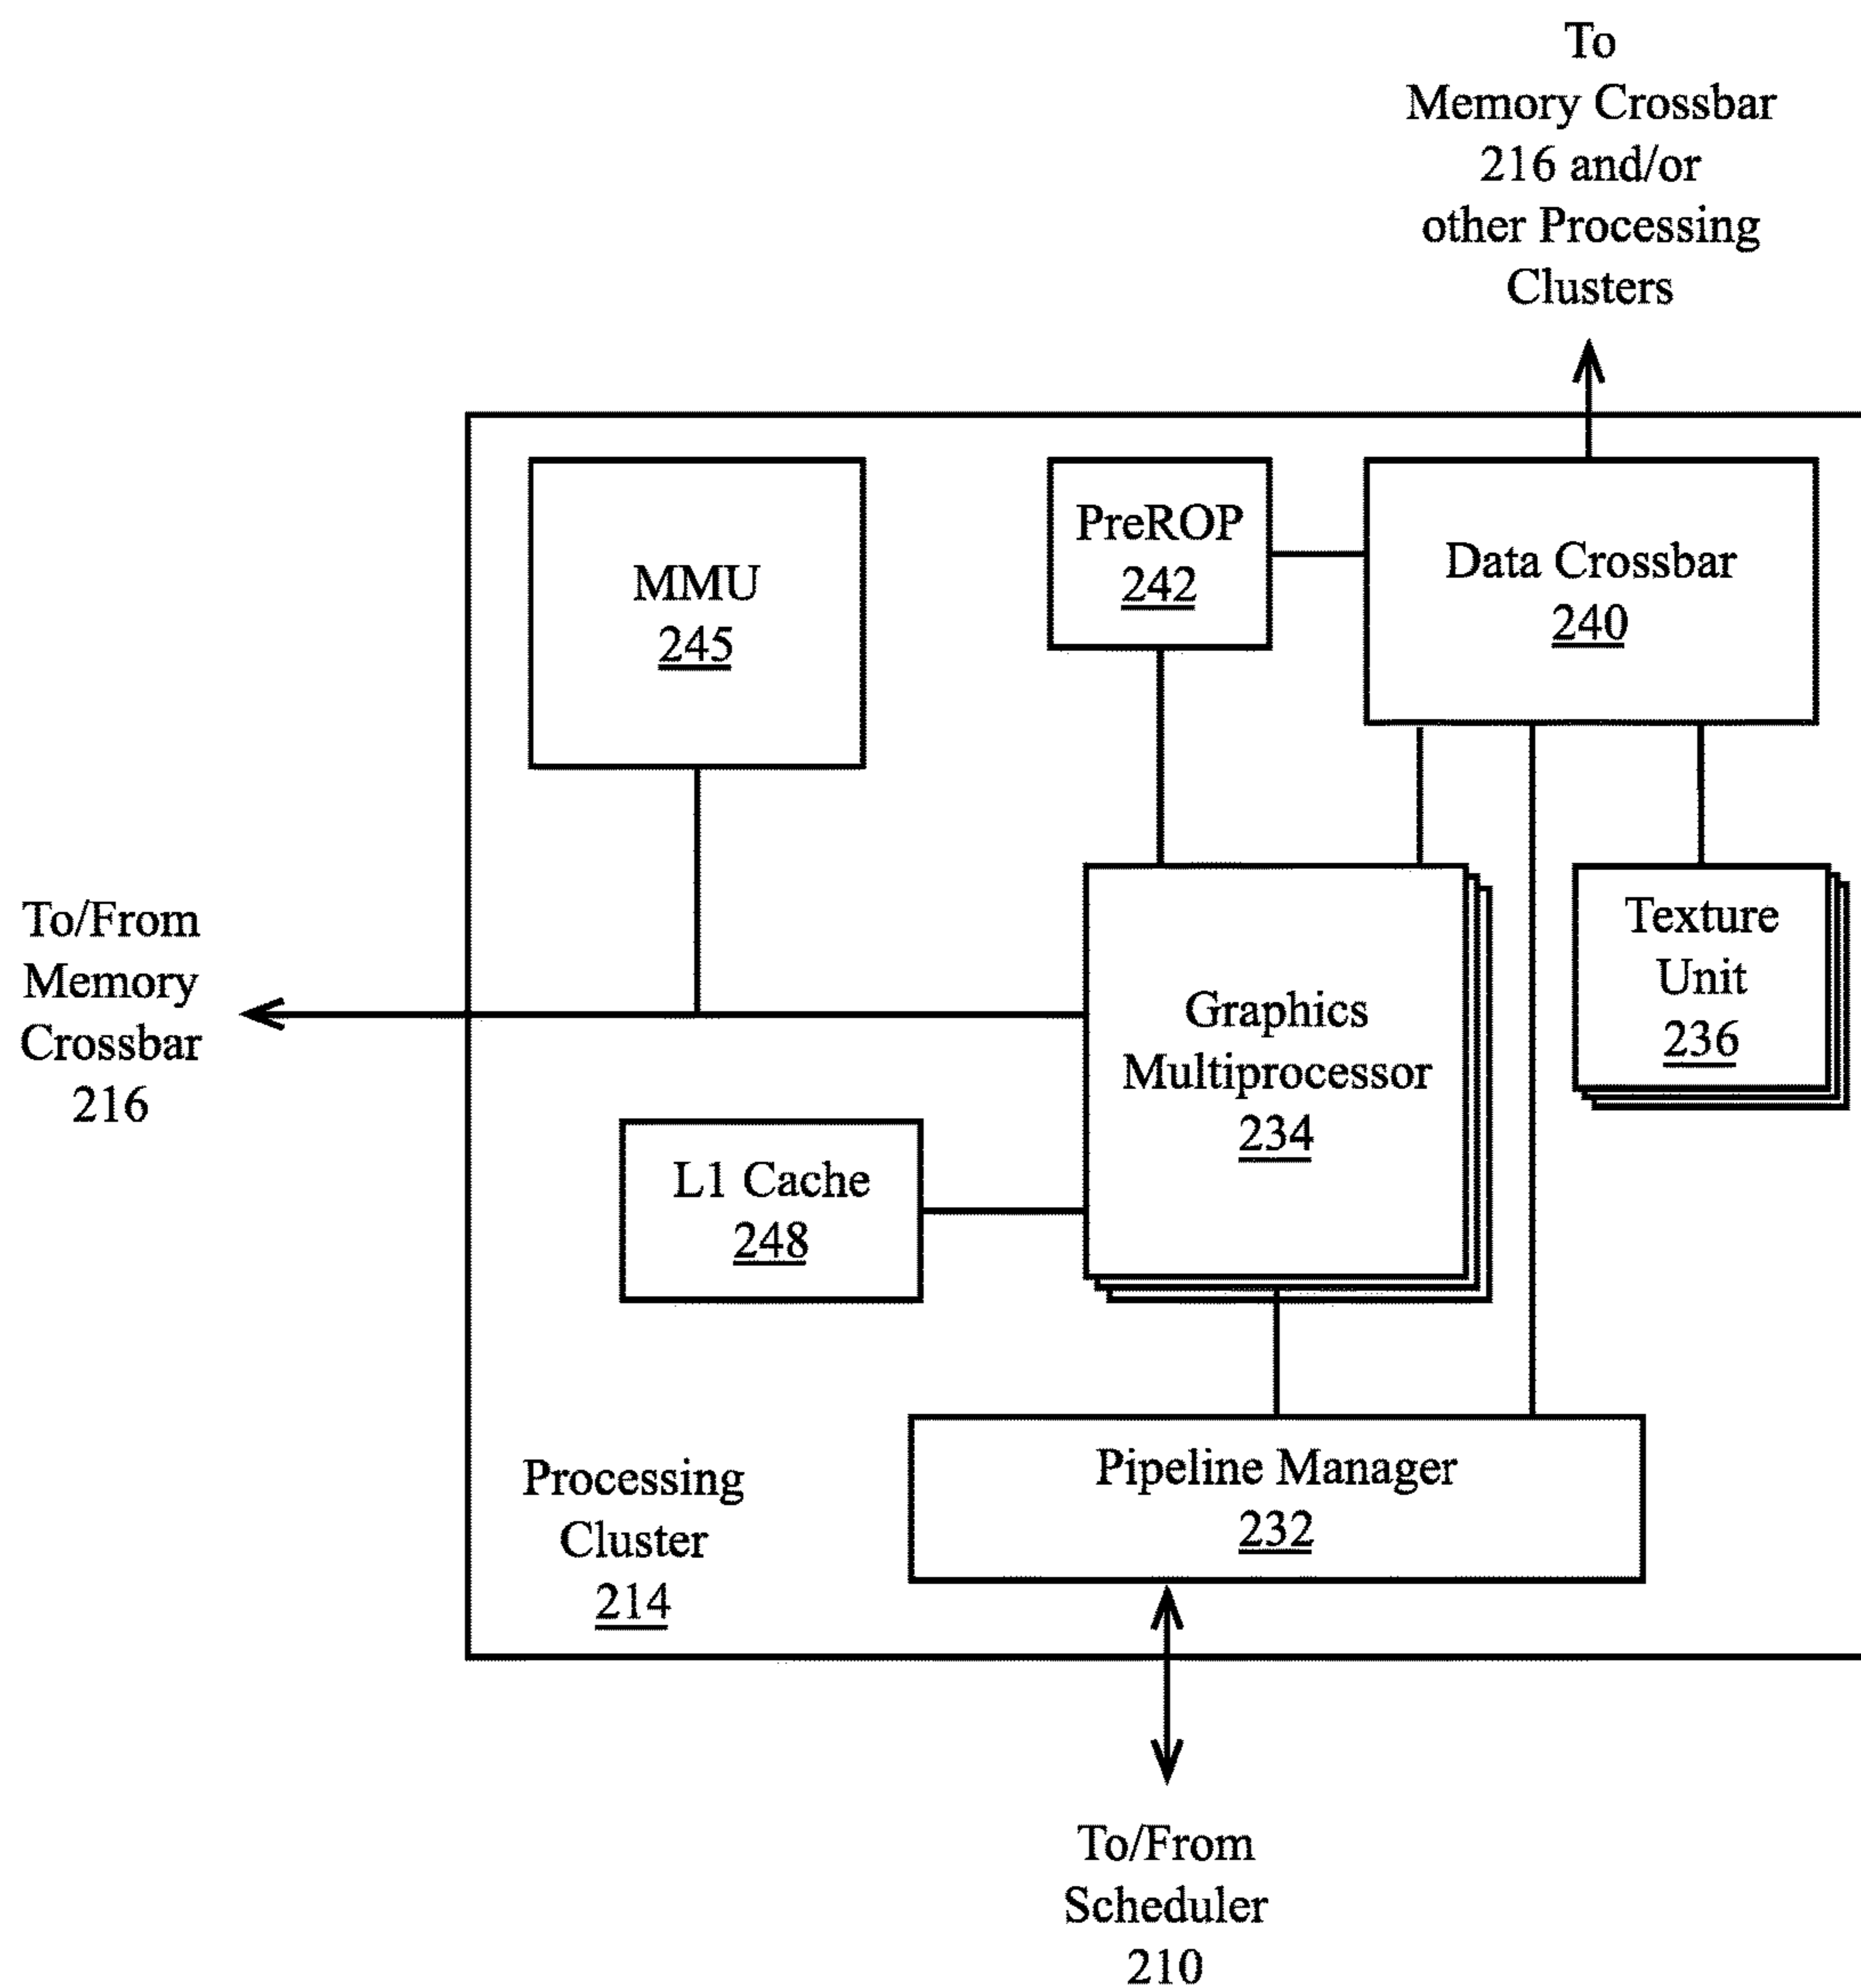 To
Memory Crossbar
216 and/or
other Processing
Clusters
MMU
245
PreROP
242
Data Crossbar
240
To/From
Memory
Crossbar
216
Graphics
Multiprocessor
234
Texture
Unit
236
L1 Cache
248
Processing
Cluster
214
Pipeline Manager
232
To/From
Scheduler
210